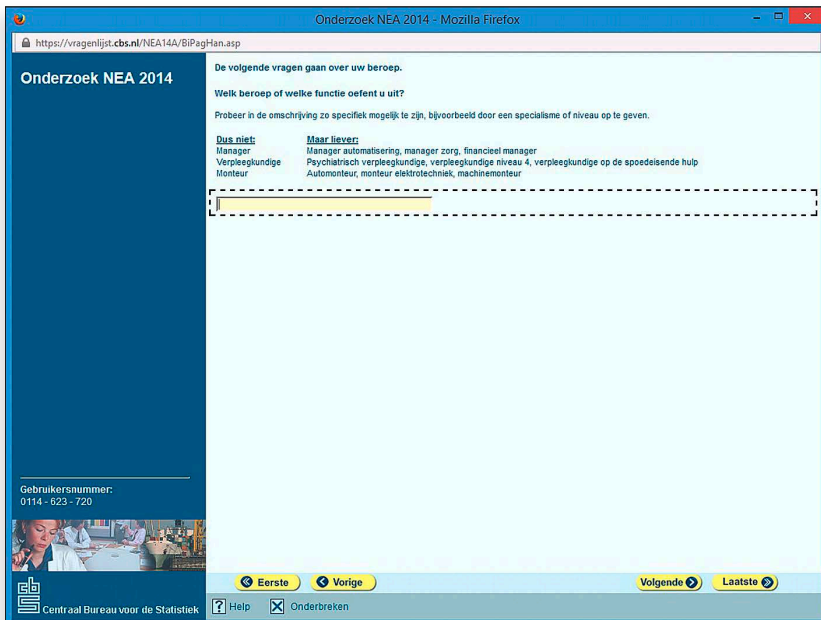 Onderzoek NEA 2014 - Mozilla Firefox
https://vragenlijst.cbs.nl/NEA14A/BiPagHan.asp
Onderzoek NEA 2014
De volgende vragen gaan over uw beroep.
Welk beroep of welke functie oefent u uit?
Probeer in de omschrijving zo specifiek mogelijk te zijn, bijvoorbeeld door een specialisme of niveau op te geven.
Dus niet: Maar liever:
Manager Manager automatisering, manager zorg, financieel manager
Verpleegkundige Psychiatrisch verpleegkundige, verpleegkundige niveau 4, verpleegkundige op de spoedeisende hulp
Monteur Automonteur, monteur elektrotechniek, machinemonteur
Gebruikersnummer:
0114 - 623 - 720
Eerste Vorige Volgende Laatste
cbs Centraal Bureau voor de Statistiek
? Help X Onderbreken